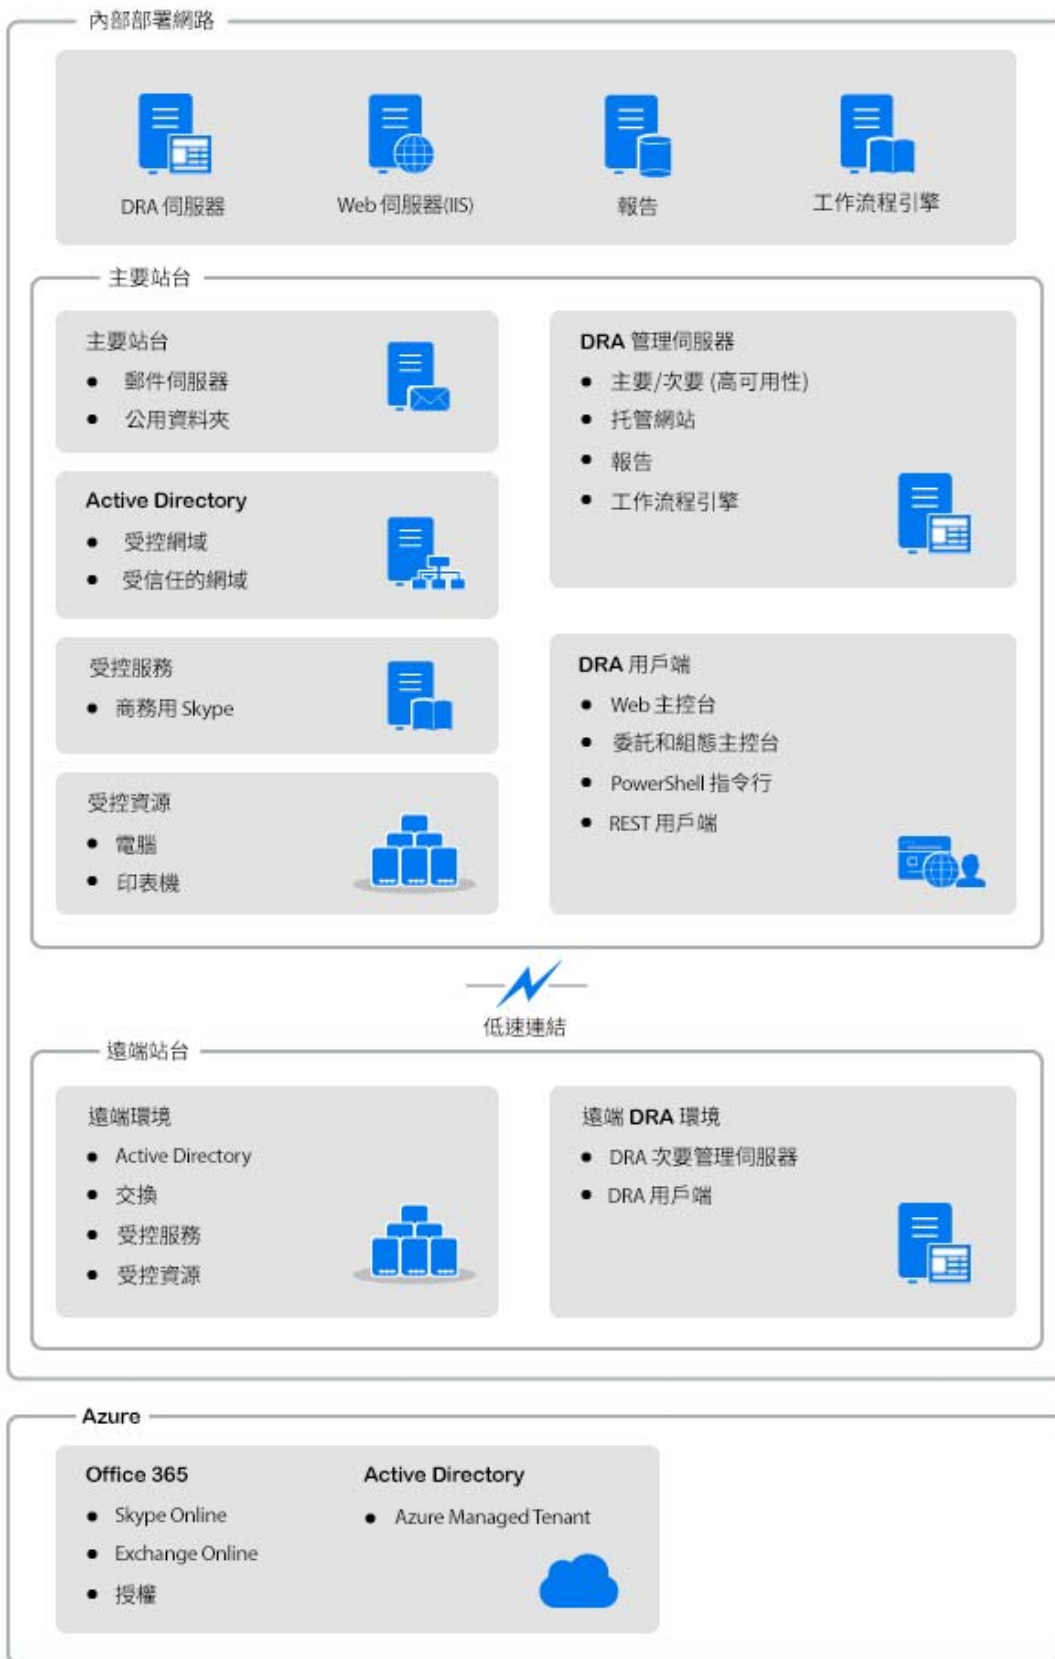 內部部署網路
DRA 伺服器
Web 伺服器(IIS)
報告
工作流程引擎
主要站台
主要站台
● 郵件伺服器
● 公用資料夾
Active Directory
● 受控網域
● 受信任的網域
受控服務
● 商務用 Skype
受控資源
● 電腦
● 印表機
DRA 管理伺服器
● 主要/次要 (高可用性)
● 托管網站
● 報告
● 工作流程引擎
DRA 用戶端
● Web 主控台
● 委託和組態主控台
● PowerShell 指令行
● REST 用戶端
低速連結
遠端站台
遠端環境
● Active Directory
● 交換
● 受控服務
● 受控資源
遠端 DRA 環境
● DRA 次要管理伺服器
● DRA 用戶端
Azure
Office 365
● Skype Online
● Exchange Online
● 授權
Active Directory
● Azure Managed Tenant